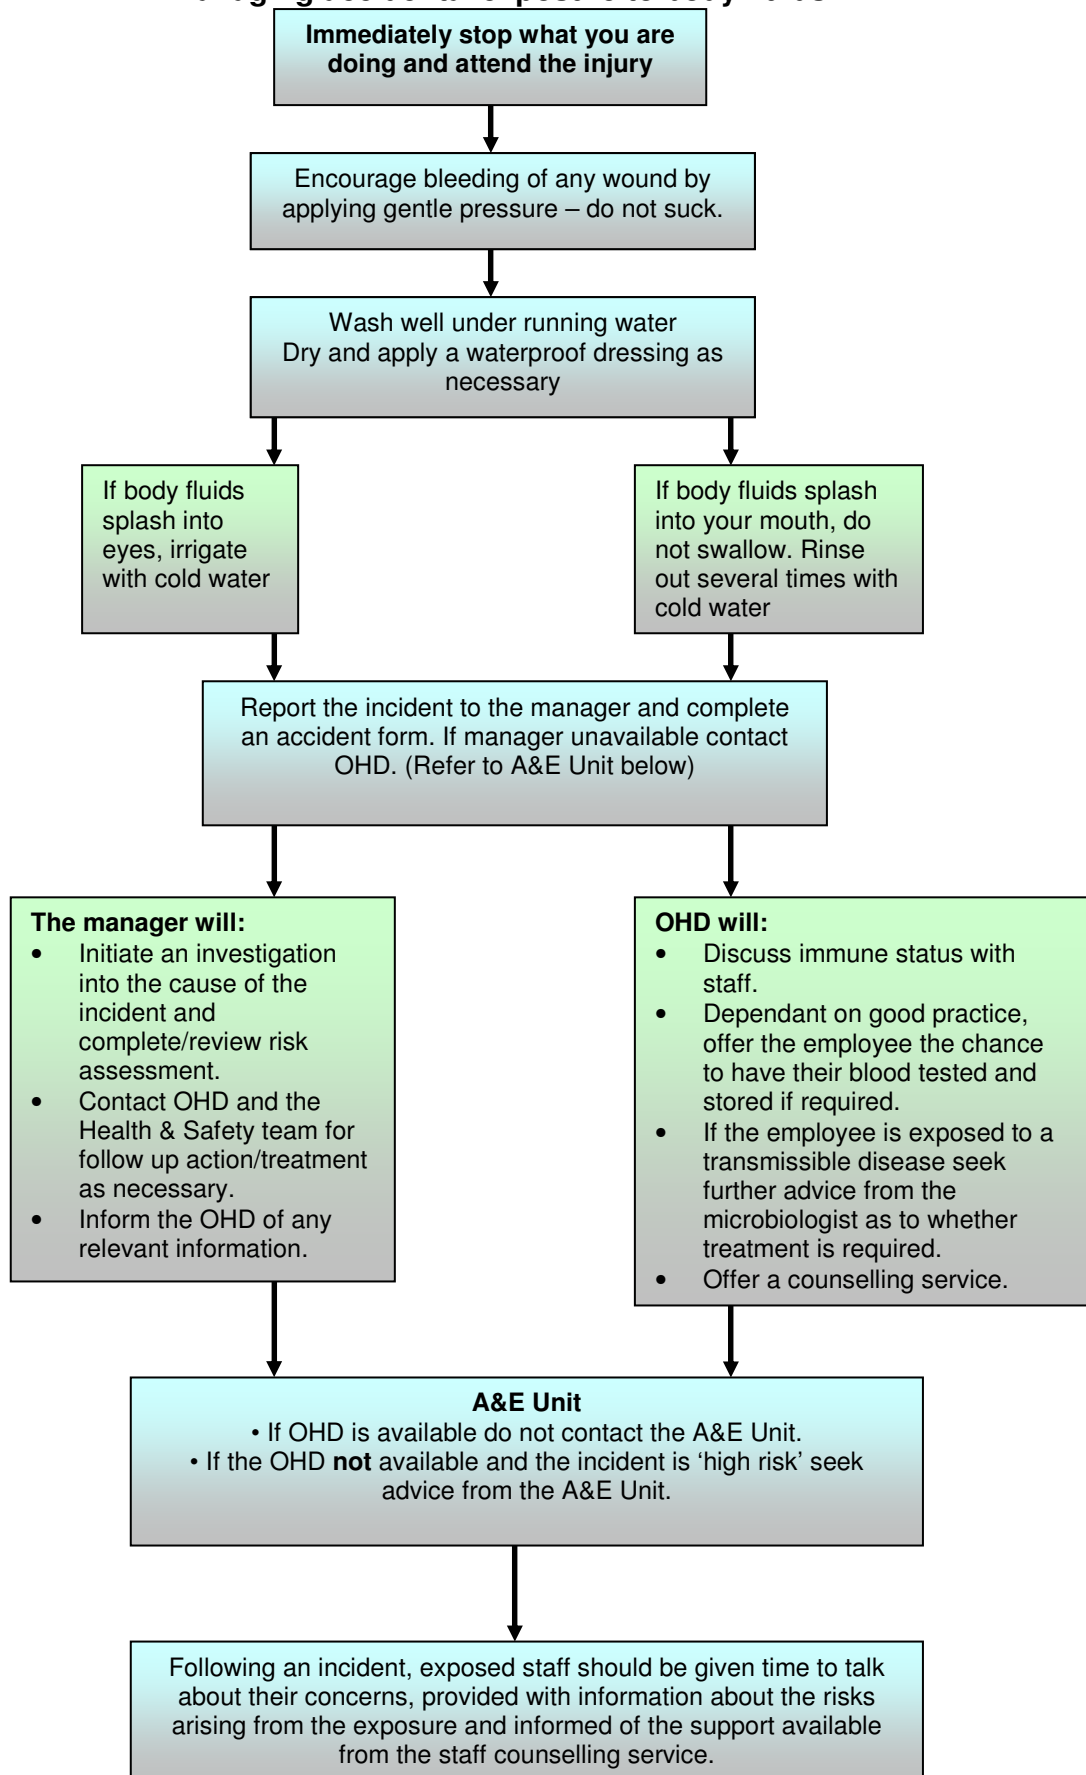 Managing accidental exposure to body fluids
Immediately stop what you are
doing and attend the injury
Encourage bleeding of any wound by
applying gentle pressure – do not suck.
Wash well under running water
Dry and apply a waterproof dressing as
necessary
If body fluids
splash into
eyes, irrigate
with cold water
If body fluids splash
into your mouth, do
not swallow. Rinse
out several times with
cold water
Report the incident to the manager and complete
an accident form. If manager unavailable contact
OHD. (Refer to A&E Unit below)
The manager will:
• Initiate an investigation
into the cause of the
incident and
complete/review risk
assessment.
• Contact OHD and the
Health & Safety team for
follow up action/treatment
as necessary.
• Inform the OHD of any
relevant information.
OHD will:
• Discuss immune status with
staff.
• Dependant on good practice,
offer the employee the chance
to have their blood tested and
stored if required.
• If the employee is exposed to a
transmissible disease seek
further advice from the
microbiologist as to whether
treatment is required.
• Offer a counselling service.
A&E Unit
• If OHD is available do not contact the A&E Unit.
• If the OHD not available and the incident is ‘high risk’ seek
advice from the A&E Unit.
Following an incident, exposed staff should be given time to talk
about their concerns, provided with information about the risks
arising from the exposure and informed of the support available
from the staff counselling service.